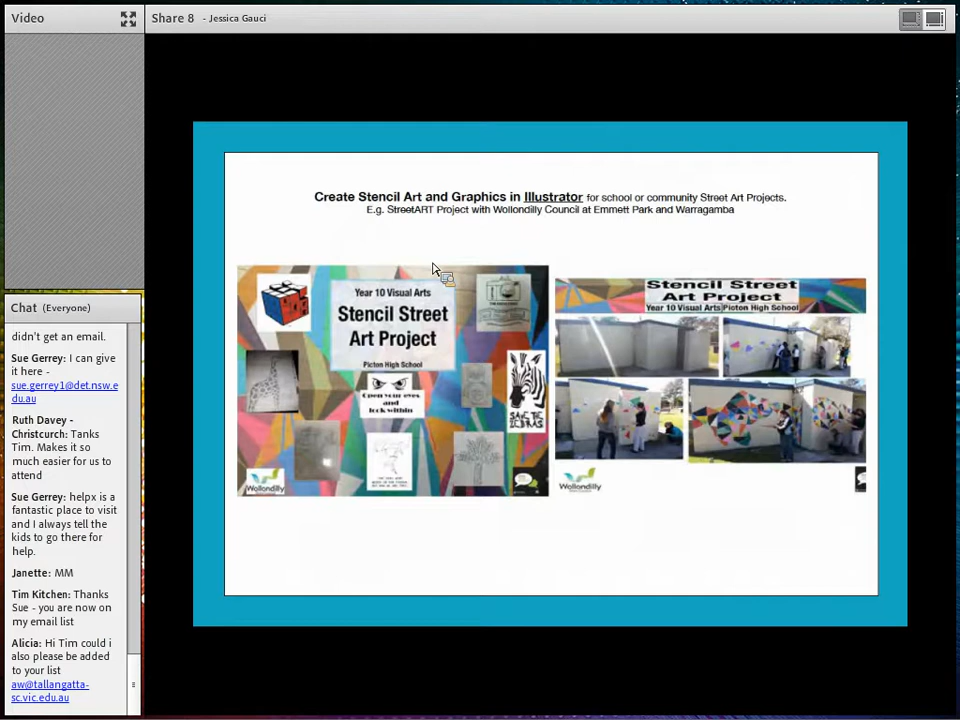 Video
Share 8 - Jessica Gauci
Chat (Everyone)
didn't get an email.
Sue Gerrey: I can give
it here -
sue.gerrey1@det.nsw.e
du.au
Ruth Davey -
Christcurch: Tanks
Tim. Makes it so
much easier for us to
attend
Sue Gerrey: helpx is a
fantastic place to visit
and I always tell the
kids to go there for
help.
Janette: MM
Tim Kitchen: Thanks
Sue - you are now on
my email list
Alicia: Hi Tim could i
also please be added
to your list
aw@tallangatta-
sc.vic.edu.au
Create Stencil Art and Graphics in Illustrator for school or community Street Art Projects.
E.g. StreetART Project with Wollondilly Council at Emmett Park and Warragamba
Year 10 Visual Arts
Stencil Street
Art Project
Picton High School
Open your eyes
and
look within
SAVE THE
ZEBRAS
Wollondilly
Stencil Street
Art Project
Year 10 Visual Arts Picton High School
Wollondilly